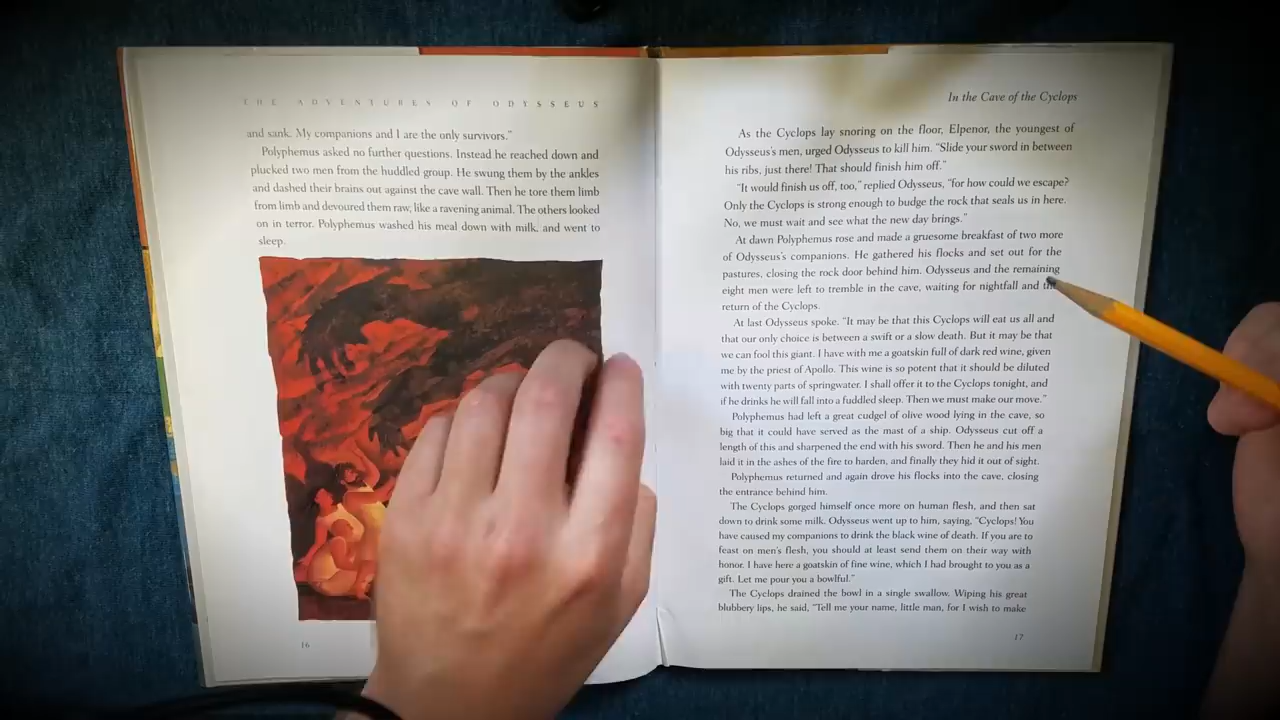 THE ADVENTURES OF ODYSSEUS
and sank. My companions and I are the only survivors."
Polyphemus asked no further questions. Instead he reached down and
plucked two men from the huddled group. He swung them by the ankles
and dashed their brains out against the cave wall. Then he tore them limb
from limb and devoured them raw, like a ravening animal. The others looked
on in terror. Polyphemus washed his meal down with milk, and went to
sleep.
16
In the Cave of the Cyclops
As the Cyclops lay snoring on the floor, Elpenor, the youngest of
Odysseus's men, urged Odysseus to kill him. "Slide your sword in between
his ribs, just there! That should finish him off."
"It would finish us off, too," replied Odysseus, "for how could we escape?
Only the Cyclops is strong enough to budge the rock that seals us in here.
No, we must wait and see what the new day brings."
At dawn Polyphemus rose and made a gruesome breakfast of two more
of Odysseus's companions. He gathered his flocks and set out for the
pastures, closing the rock door behind him. Odysseus and the remaining
eight men were left to tremble in the cave, waiting for nightfall and
return of the Cyclops.
At last Odysseus spoke. "It may be that this Cyclops will eat us all and
that our only choice is between a swift or a slow death. But it may be that
we can fool this giant. I have with me a goatskin full of dark red wine, given
me by the priest of Apollo. This wine is so potent that it should be diluted
with twenty parts of springwater. I shall offer it to the Cyclops tonight, and
if he drinks he will fall into a fuddled sleep. Then we must make our move."
Polyphemus had left a great cudgel of olive wood lying in the cave, so
big that it could have served as the mast of a ship. Odysseus cut off a
length of this and sharpened the end with his sword. Then he and his men
laid it in the ashes of the fire to harden, and finally they hid it out of sight.
Polyphemus returned and again drove his flocks into the cave, closing
the entrance behind him.
The Cyclops gorged himself once more on human flesh, and then sat
down to drink some milk. Odysseus went up to him, saying, "Cyclops! You
have caused my companions to drink the black wine of death. If you are to
feast on men's flesh, you should at least send them on their way with
honor. I have here a goatskin of fine wine, which I had brought to you as a
gift. Let me pour you a bowlful."
The Cyclops drained the bowl in a single swallow. Wiping his great
blubbery lips, he said, "Tell me your name, little man, for I wish to make
17